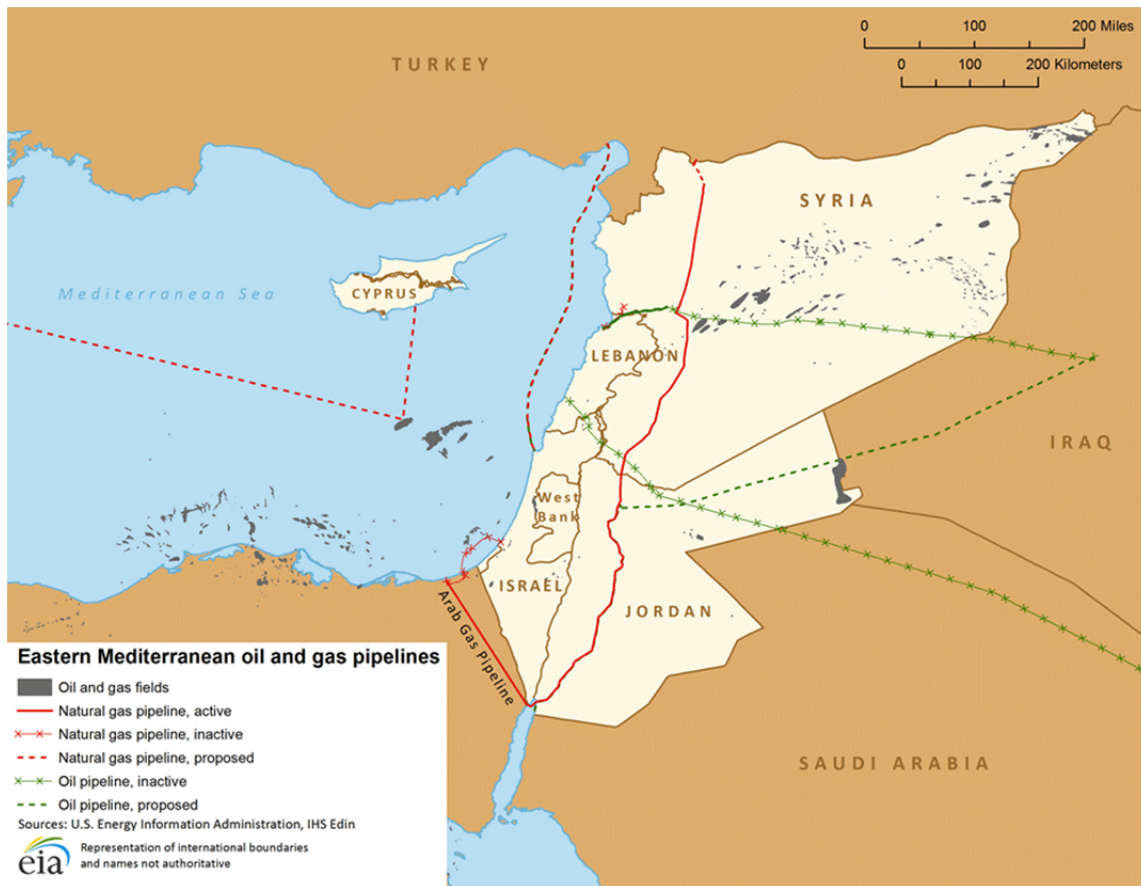 0 100 200 Miles
0 100 200 Kilometers
TURKEY
SYRIA
Mediterranean Sea
CYPRUS
LEBANON
IRAQ
West
Bank
ISRAEL
JORDAN
Arab Gas Pipeline
SAUDI ARABIA
Eastern Mediterranean oil and gas pipelines
Oil and gas fields
Natural gas pipeline, active
Natural gas pipeline, inactive
Natural gas pipeline, proposed
Oil pipeline, inactive
Oil pipeline, proposed
Sources: U.S. Energy Information Administration, IHS Edin
eia
Representation of international boundaries
and names not authoritative